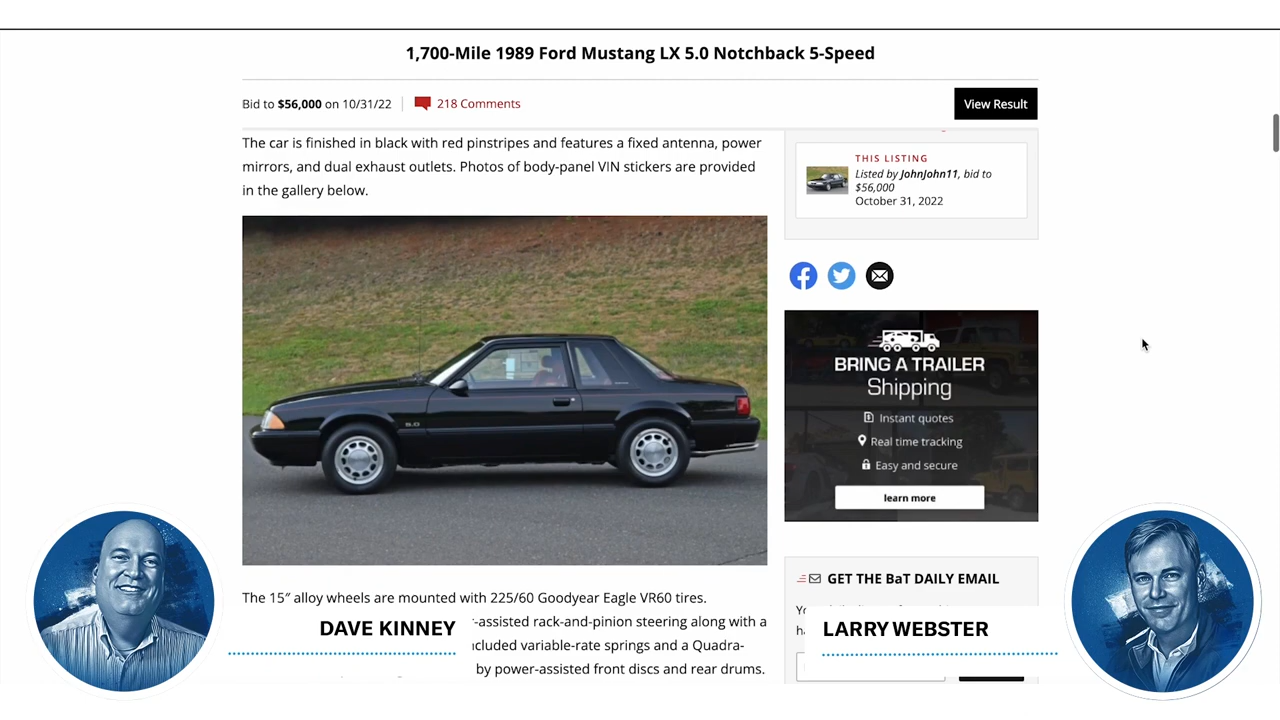 1,700-Mile 1989 Ford Mustang LX 5.0 Notchback 5-Speed
Bid to $56,000 on 10/31/22
218 Comments
View Result
The car is finished in black with red pinstripes and features a fixed antenna, power
mirrors, and dual exhaust outlets. Photos of body-panel VIN stickers are provided
in the gallery below.
THIS LISTING
Listed by JohnJohn11, bid to
$56,000
October 31, 2022
5.0
BRING A TRAILER
Shipping
Instant quotes
Real time tracking
Easy and secure
learn more
GET THE BaT DAILY EMAIL
The 15″ alloy wheels are mounted with 225/60 Goodyear Eagle VR60 tires.
-assisted rack-and-pinion steering along with a
ncluded variable-rate springs and a Quadra-
by power-assisted front discs and rear drums.
DAVE KINNEY
LARRY WEBSTER